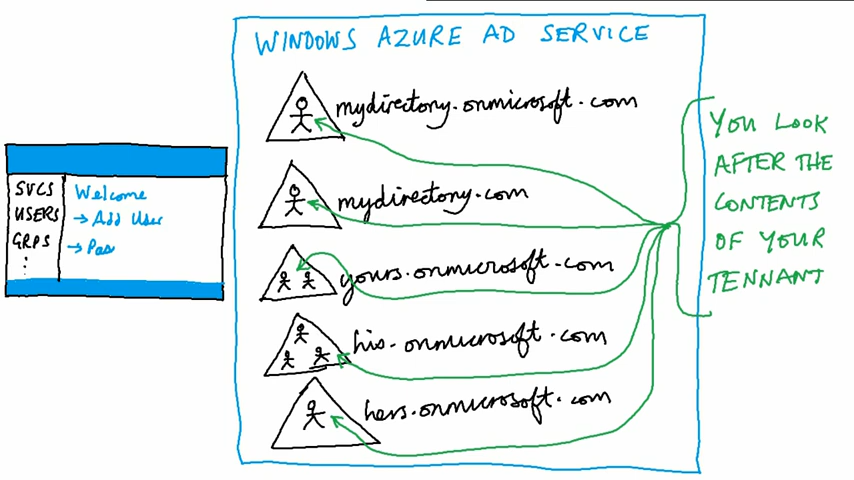 WINDOWS AZURE AD SERVICE
mydirectory.onmicrosoft.com
mydirectory.com
yours.onmicrosoft.com
his.onmicrosoft.com
hers.onmicrosoft.com
SVCS
USERS
GRPS
Welcome
→ Add User
→ Pas
YOU LOOK
AFTER THE
CONTENTS
OF YOUR
TENNANT